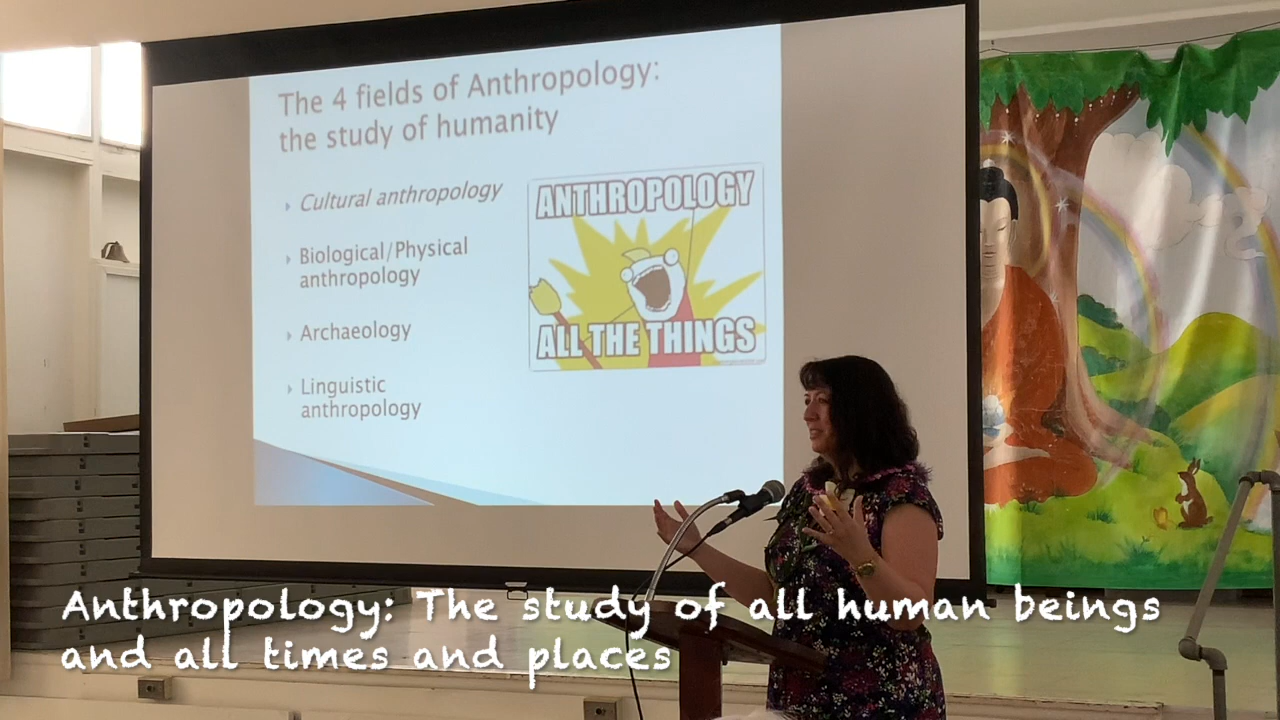 The 4 fields of Anthropology:
the study of humanity
Cultural anthropology
Biological/Physical
anthropology
Archaeology
Linguistic
anthropology
ANTHROPOLOGY
ALL THE THINGS
Anthropology: The study of all human beings
and all times and places